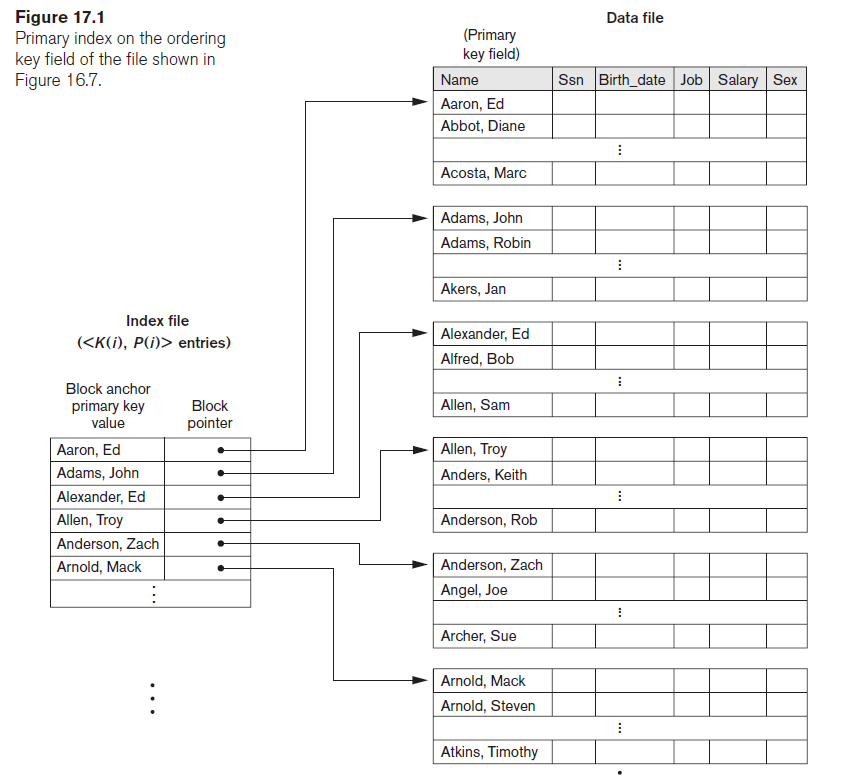 Figure 17.1
Primary index on the ordering
key field of the file shown in
Figure 16.7.
Data file
(Primary
key field)
Name Ssn Birth_date Job Salary Sex
Aaron, Ed
Abbot, Diane
⋮
Acosta, Marc
Adams, John
Adams, Robin
⋮
Akers, Jan
Alexander, Ed
Alfred, Bob
⋮
Allen, Sam
Allen, Troy
Anders, Keith
⋮
Anderson, Rob
Anderson, Zach
Angel, Joe
⋮
Archer, Sue
Arnold, Mack
Arnold, Steven
⋮
Atkins, Timothy
Index file
(<K(i), P(i)> entries)
Block anchor
primary key
value
Block
pointer
Aaron, Ed
Adams, John
Alexander, Ed
Allen, Troy
Anderson, Zach
Arnold, Mack
⋮